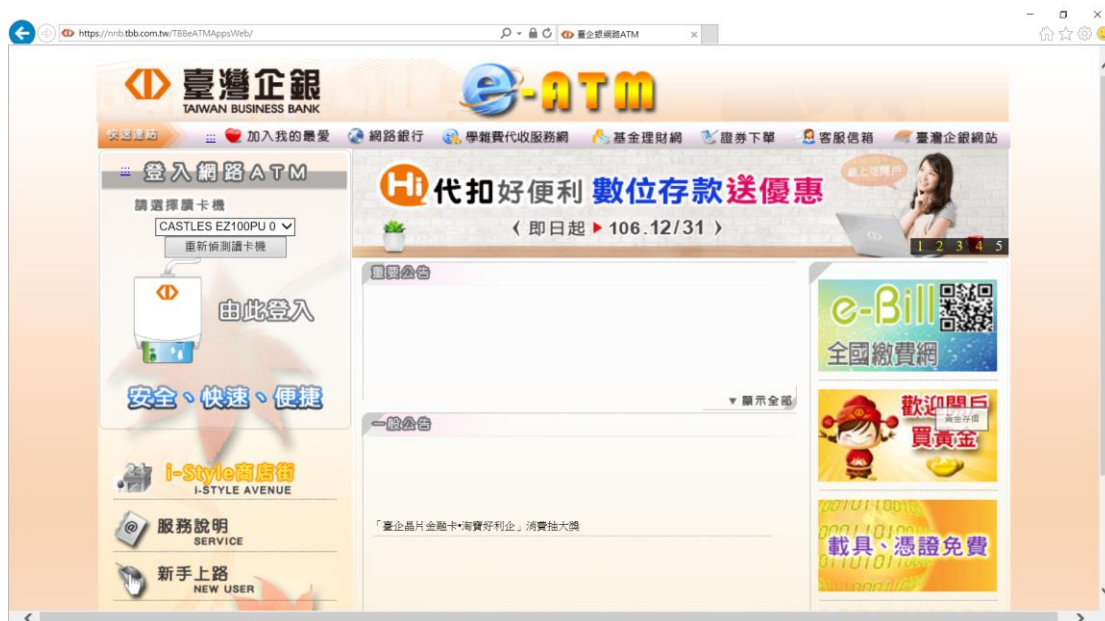 https://nnb.tbb.com.tw/TBBeATMAppsWeb/
臺企銀網路ATM
臺灣企銀
TAIWAN BUSINESS BANK
e-ATM
快速連結
加入我的最愛
網路銀行
學雜費代收服務網
基金理財網
證券下單
客服信箱
臺灣企銀網站
登入網路ATM
請選擇讀卡機
CASTLES EZ100PU 0
重新偵測讀卡機
由此登入
安全、快速、便捷
i-Style商店街
I-STYLE AVENUE
服務說明
SERVICE
新手上路
NEW USER
Hi 代扣好便利 數位存款送優惠
〈 即日起 ▶ 106.12/31 〉
線上可開戶
1 2 3 4 5
重要公告
▼ 顯示全部
一般公告
「臺企晶片金融卡•淘寶好利企」消費抽大獎
e-Bill
全國繳費網
歡迎開戶
買黃金
黃金存摺
載具、憑證免費